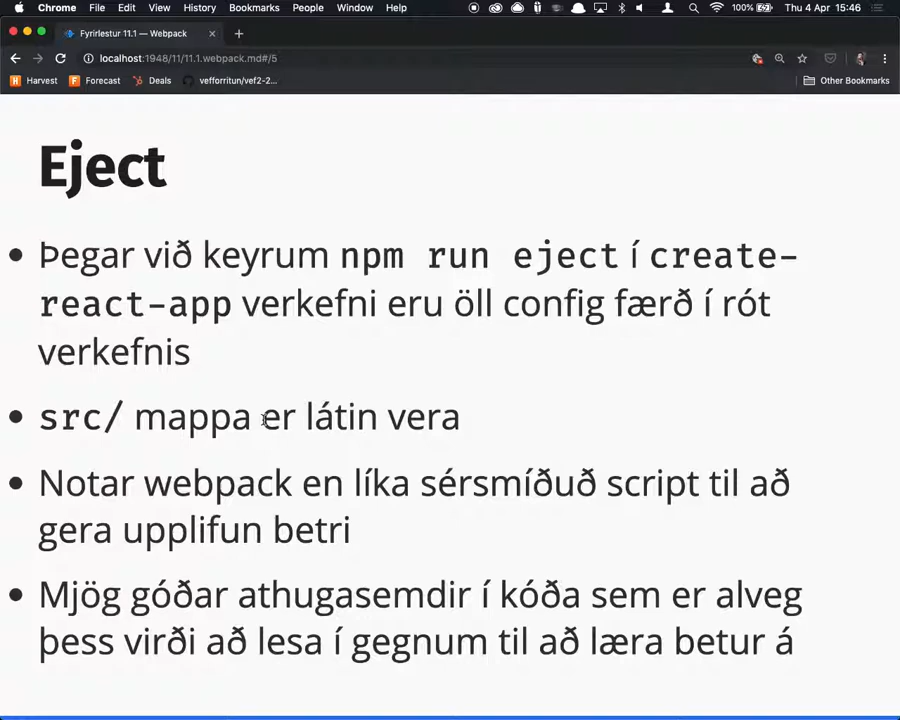 Chrome File Edit View History Bookmarks People Window Help 100% Thu 4 Apr 15:46
Fyrirlestur 11.1 — Webpack
localhost:1948/11/11.1.webpack.md#/5
Harvest Forecast Deals vefforritun/vef2-2... Other Bookmarks
Eject
• Þegar við keyrum npm run eject í create-
react-app verkefni eru öll config færð í rót
verkefnis
• src/ mappa er látin vera
• Notar webpack en líka sérsmíðuð script til að
gera upplifun betri
• Mjög góðar athugasemdir í kóða sem er alveg
þess virði að lesa í gegnum til að læra betur á